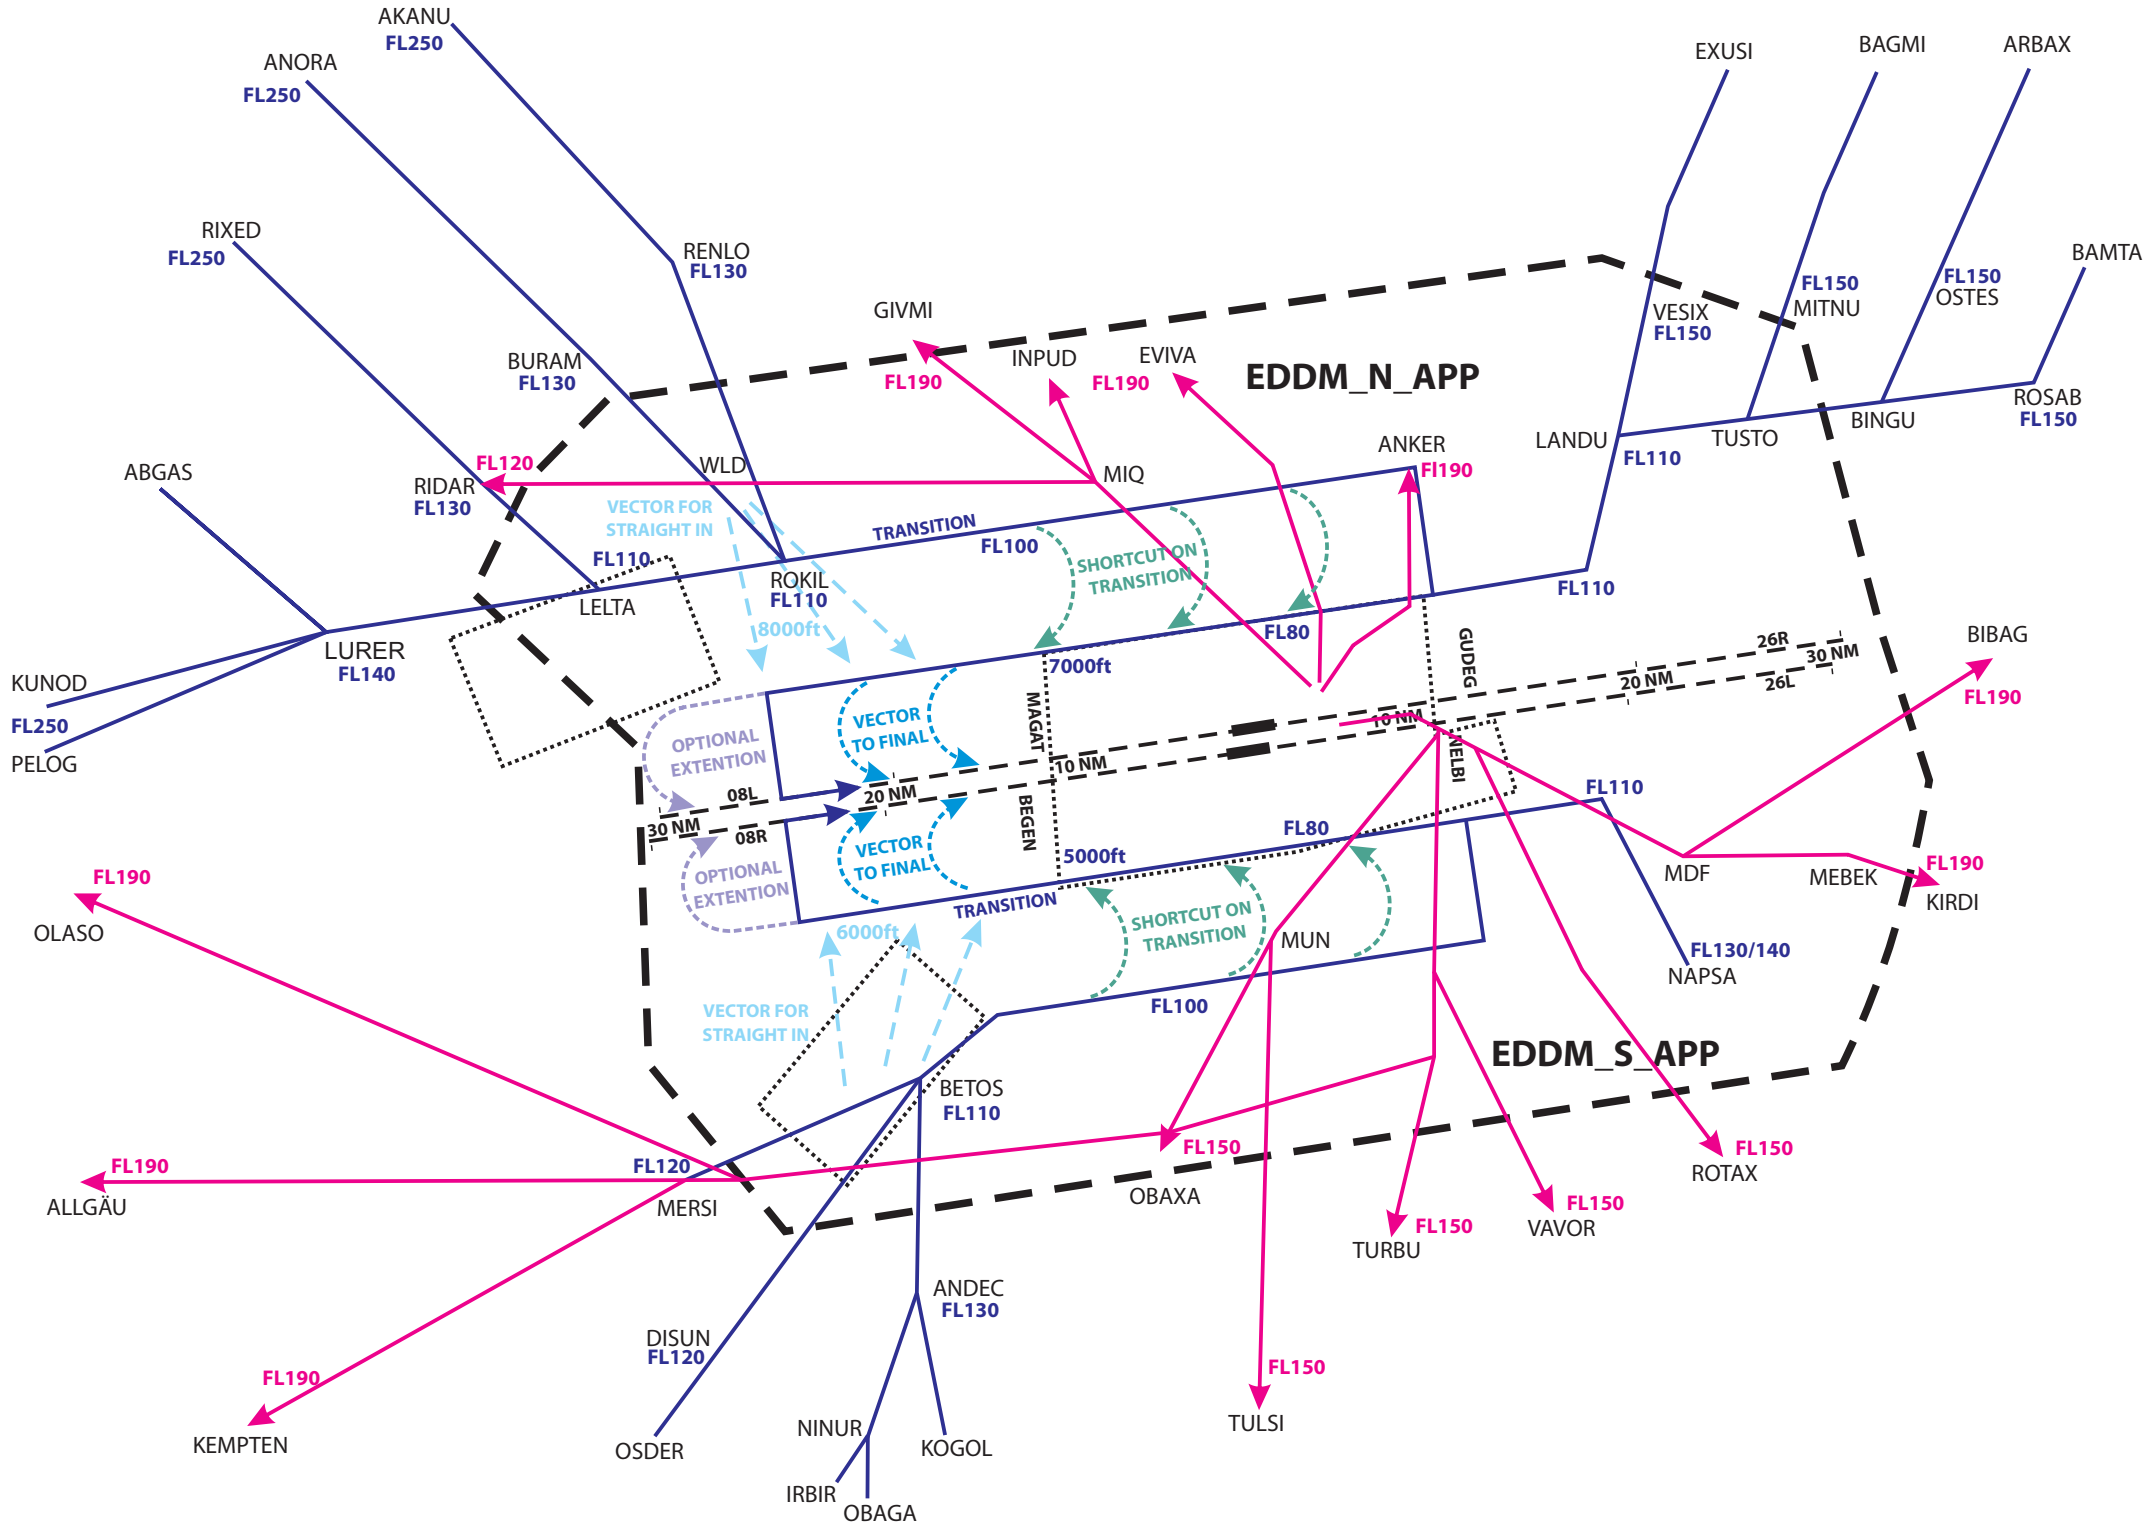 AKANU
FL250
ANORA
FL250
EXUSI
BAGMI
ARBAX
RIXED
FL250
RENLO
FL130
BAMTA
FL150
OSTES
FL150
MITNU
VESIX
FL150
GIVMI
FL190
INPUD
EVIVA
FL190
EDDM_N_APP
BURAM
FL130
ROSAB
FL150
BINGU
TUSTO
LANDU
FL110
ANKER
Fl190
ABGAS
FL120
RIDAR
FL130
WLD
MIQ
VECTOR FOR
STRAIGHT IN
TRANSITION
FL100
SHORTCUT ON
TRANSITION
FL110
LELTA
ROKIL
FL110
FL110
8000ft
FL80
LURER
FL140
7000ft
GUDEG
26R
30 NM
BIBAG
FL190
KUNOD
FL250
PELOG
20 NM
26L
MAGAT
VECTOR
TO FINAL
10 NM
OPTIONAL
EXTENTION
10 NM
NELBI
08L
20 NM
30 NM
08R
BEGEN
FL110
FL80
VECTOR
TO FINAL
5000ft
OPTIONAL
EXTENTION
MDF
MEBEK
FL190
KIRDI
FL190
OLASO
TRANSITION
SHORTCUT ON
TRANSITION
6000ft
MUN
FL130/140
NAPSA
VECTOR FOR
STRAIGHT IN
FL100
EDDM_S_APP
BETOS
FL110
FL190
ALLGÄU
FL120
MERSI
FL150
OBAXA
FL150
ROTAX
FL150
VAVOR
FL150
TURBU
ANDEC
FL130
DISUN
FL120
FL190
KEMPTEN
FL150
TULSI
NINUR
KOGOL
OSDER
IRBIR
OBAGA